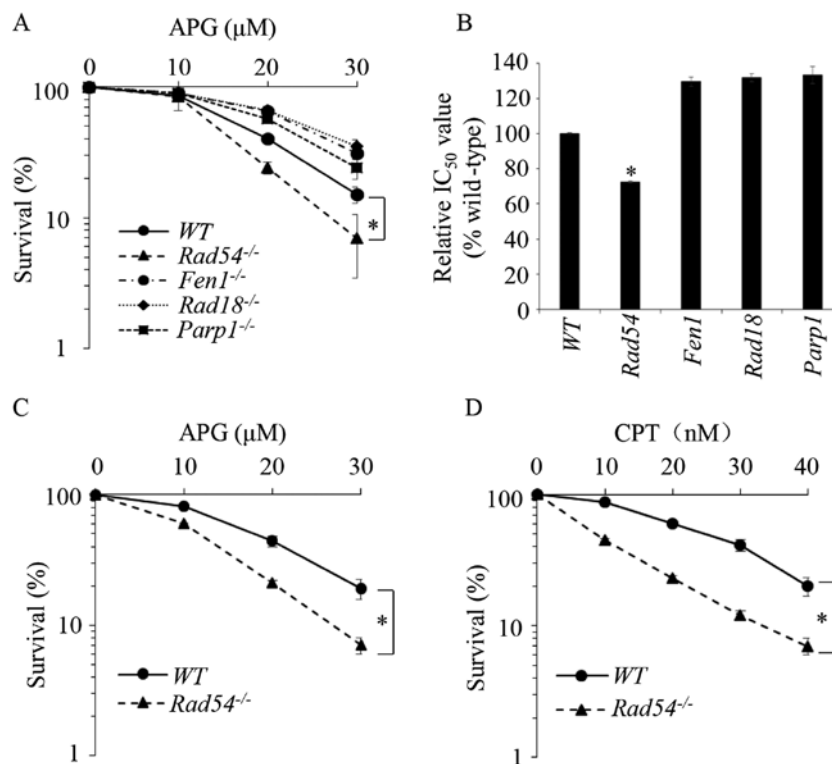 A
APG (μM)
0 10 20 30
100
10
1
Survival (%)
WT
Rad54-/-
Fen1-/-
Rad18-/-
Parp1-/-
*
B
140
120
100
80
60
40
20
0
Relative IC50 value
(% wild-type)
*
WT
Rad54
Fen1
Rad18
Parp1
C
APG (μM)
0 10 20 30
100
10
1
Survival (%)
WT
Rad54-/-
*
D
CPT (nM)
0 10 20 30 40
100
10
1
Survival (%)
WT
Rad54-/-
*